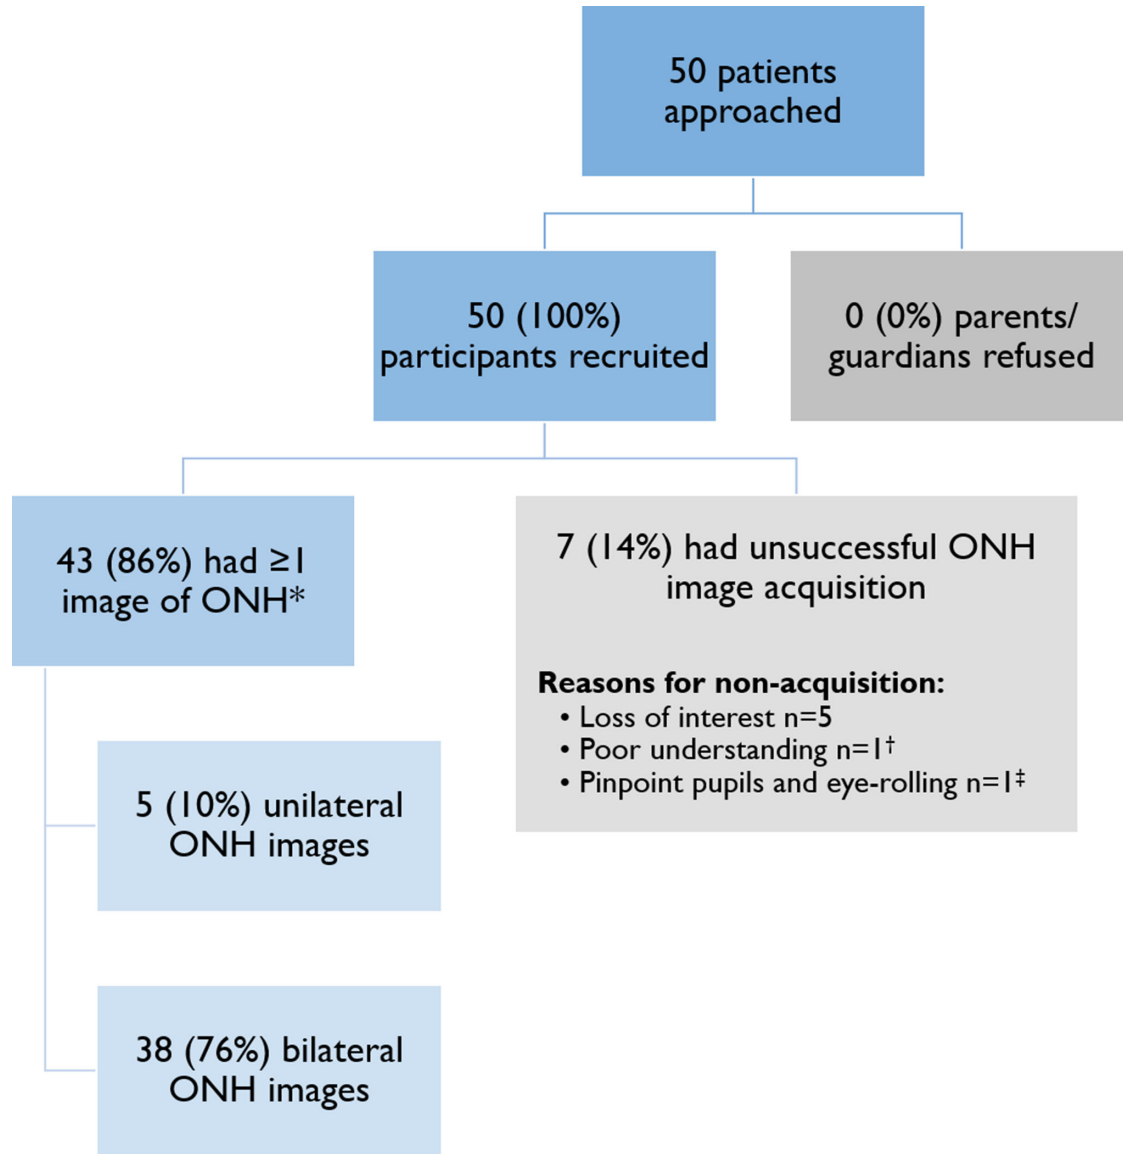 50 patients
approached
50 (100%)
participants recruited
0 (0%) parents/
guardians refused
43 (86%) had ≥1
image of ONH*
7 (14%) had unsuccessful ONH
image acquisition
Reasons for non-acquisition:
• Loss of interest n=5
• Poor understanding n=1†
• Pinpoint pupils and eye-rolling n=1‡
5 (10%) unilateral
ONH images
38 (76%) bilateral
ONH images